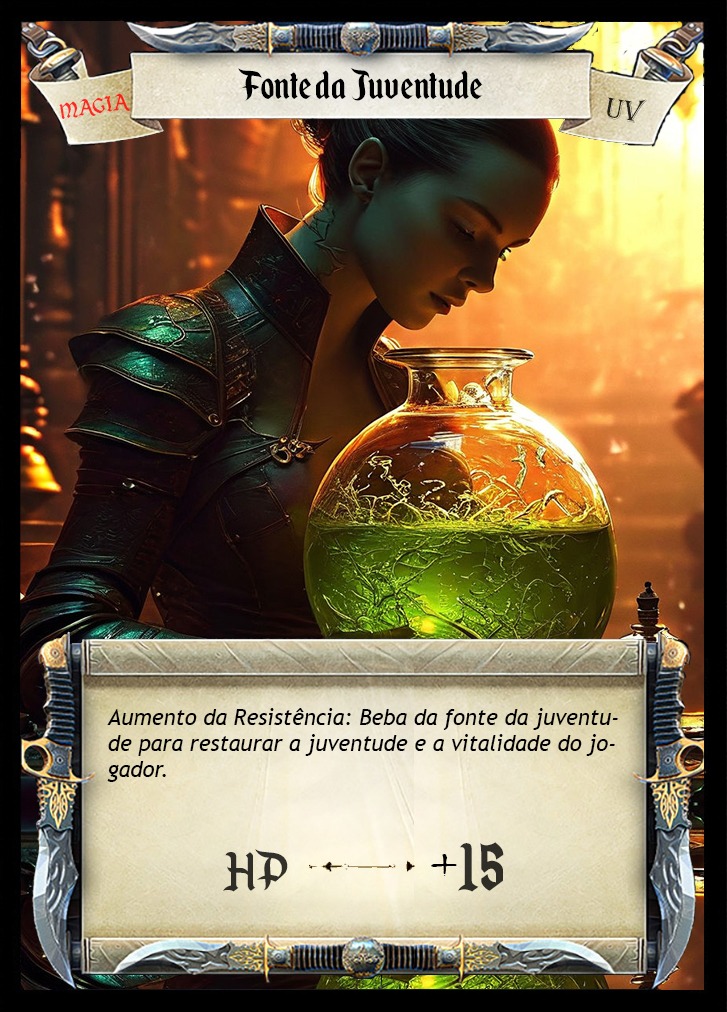 MAGIA
Fonte da Juventude
UV
Aumento da Resistência: Beba da fonte da juventu-
de para restaurar a juventude e a vitalidade do jo-
gador.
HP +15